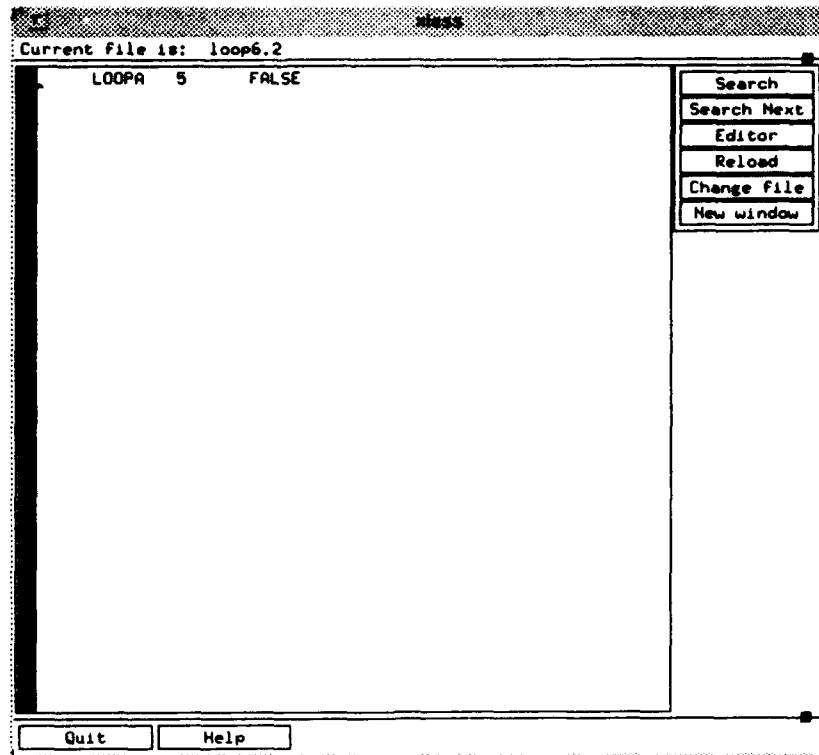 Current file is: loop6.2
LOOPA 5 FALSE
Search
Search Next
Editor
Reload
Change file
New window
Quit
Help